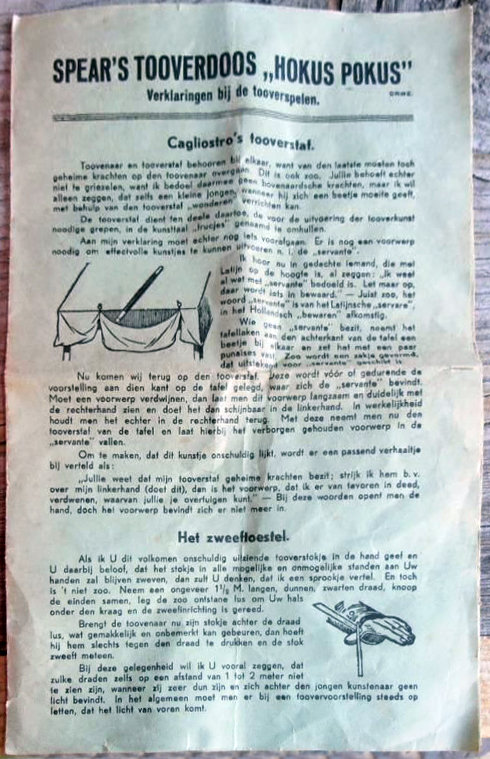 SPEAR'S TOOVERDOOS „HOKUS POKUS"
Verklaringen bij de tooverspelen.
Cagliostro's tooverstaf.
Toovenaar en tooverstaf behooren bij elkaar, want van den laatste moeten toch
geheime krachten op den toovenaar overgaan. Dit is ook zoo. Jullie behoeft echter
niet te griezelen, want ik bedoel daarmee geen bovenaardsche krachten, maar ik wil
alleen zeggen, dat zelfs een kleine jongen, wanneer hij zich een beetje moeite geeft,
met behulp van den tooverstaf „wonderen" verrichten kan.
De tooverstaf dient ten deele daartoe, de voor de uitvoering der tooverkunst
noodige grepen, in de kunsttaal „trucjes" genaamd te omhullen.
Aan mijn verklaring moet echter nog iets voorafgaan. Er is nog een voorwerp
noodig om effectvolle kunstjes te kunnen uitvoeren n. l. de „servante".
Ik hoor nu in gedachte iemand, die met
Latijn op de hoogte is, al zeggen: „Ik weet
al wat met „servante" bedoeld is. Let maar op,
daar wordt iets in bewaard." — Juist zoo, het
woord „servante" is van het Latijnsche „servare",
in het Hollandsch „bewaren" afkomstig.
Wie geen „servante" bezit, neemt het
tafellaken aan den achterkant van de tafel een
beetje bij elkaar en zet het met een paar
punaises vast. Zoo wordt een zakje gevormd,
dat uitstekend voor „servante" geschikt is.
Nu komen wij terug op den tooverstaf. Deze wordt vóór of gedurende de
voorstelling aan dien kant op de tafel gelegd, waar zich de „servante" bevindt.
Moet een voorwerp verdwijnen, dan laat men dit voorwerp langzaam en duidelijk met
de rechterhand zien en doet het dan schijnbaar in de linkerhand. In werkelijkheid
houdt men het echter in de rechterhand terug. Met deze neemt men nu den
tooverstaf van de tafel en laat hierbij het verborgen gehouden voorwerp in de
„servante" vallen.
Om te maken, dat dit kunstje onschuldig lijkt, wordt er een passend verhaaltje
bij verteld als:
„Jullie weet dat mijn tooverstaf geheime krachten bezit; strijk ik hem b. v.
over mijn linkerhand (doet dit), dan is het voorwerp, dat ik er van tevoren in deed,
verdwenen, waarvan jullie je overtuigen kunt." — Bij deze woorden opent men de
hand, doch het voorwerp bevindt zich er niet meer in.
Het zweeftoestel.
Als ik U dit volkomen onschuldig uitziende tooverstokje in de hand geef en
U daarbij beloof, dat het stokje in alle mogelijke en onmogelijke standen aan Uw
handen zal blijven zweven, dan zult U denken, dat ik een sprookje vertel. En toch
is 't niet zoo. Neem een ongeveer 1½ M. langen, dunnen, zwarten draad, knoop
de einden samen, leg de zoo ontstane lus om Uw hals
onder den kraag en de zweefinrichting is gereed.
Brengt de toovenaar nu zijn stokje achter de draad
lus, wat gemakkelijk en onbemerkt kan gebeuren, dan hoeft
hij hem slechts tegen den draad te drukken en de stok
zweeft meteen.
Bij deze gelegenheid wil ik U vooral zeggen, dat
zulke draden zelfs op een afstand van 1 tot 2 meter niet
te zien zijn, wanneer zij zeer dun zijn en zich achter den jongen kunstenaar geen
licht bevindt. In het algemeen moet men er bij een toovervoorstelling steeds op
letten, dat het licht van voren komt.